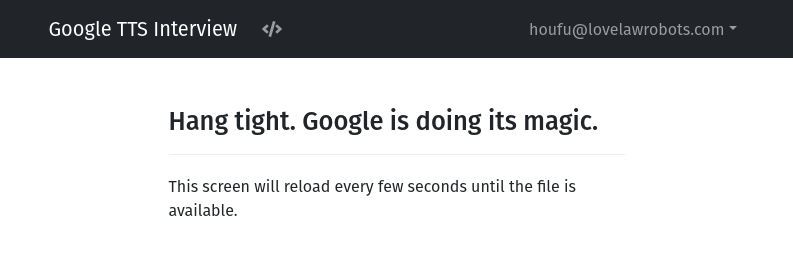 Google TTS Interview </> houfu@lovelawrobots.com
Hang tight. Google is doing its magic.
This screen will reload every few seconds until the file is
available.